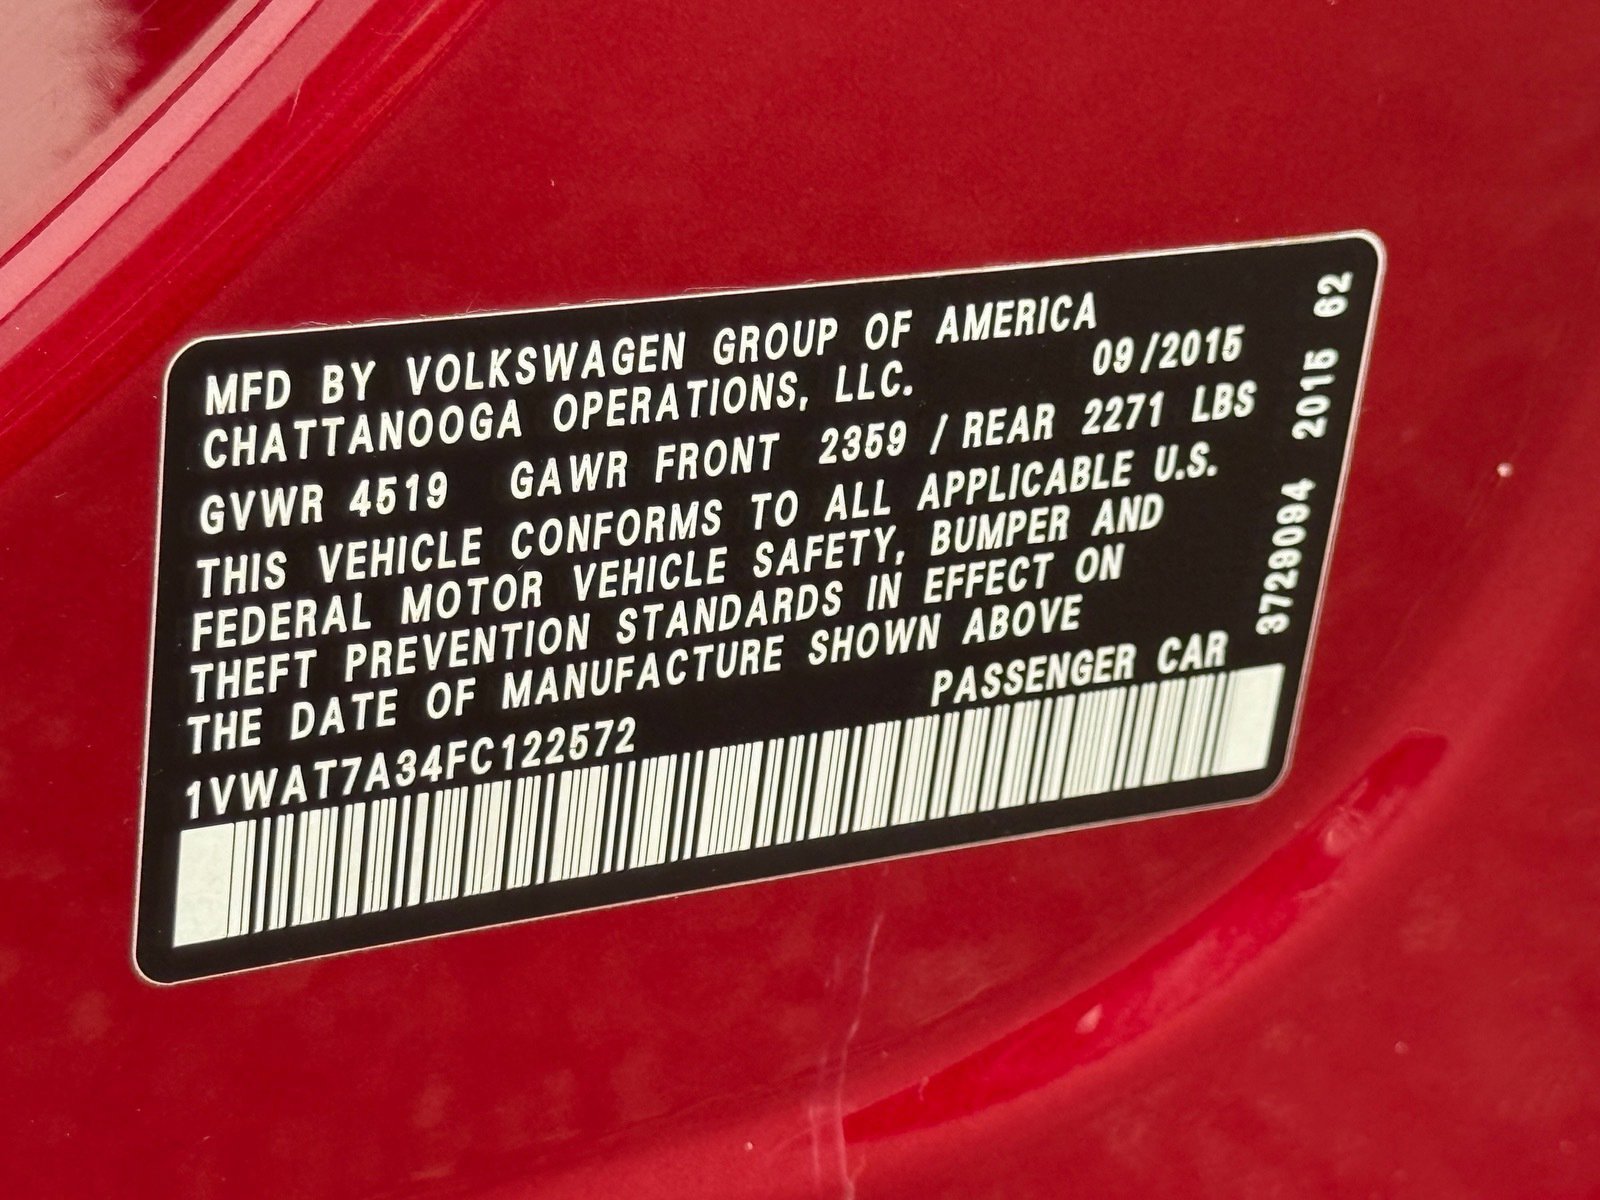 MFD BY VOLKSWAGEN GROUP OF AMERICA
CHATTANOOGA OPERATIONS, LLC. 09/2015
GVWR 4519 GAWR FRONT 2359 / REAR 2271 LBS
THIS VEHICLE CONFORMS TO ALL APPLICABLE U.S.
FEDERAL MOTOR VEHICLE SAFETY, BUMPER AND
THEFT PREVENTION STANDARDS IN EFFECT ON
THE DATE OF MANUFACTURE SHOWN ABOVE
1VWAT7A34FC122572 PASSENGER CAR
3729094 2015 62